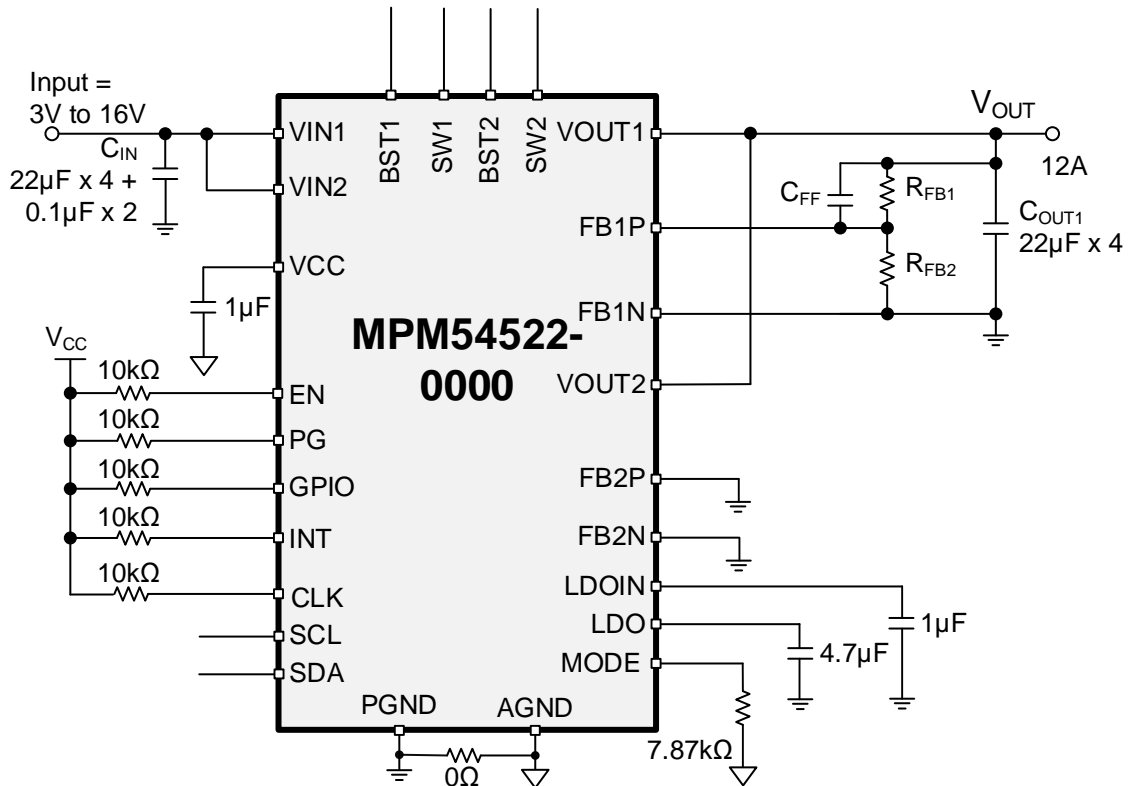 Input =
3V to 16V
CIN
22µF x 4 +
0.1µF x 2
BST1
SW1
BST2
SW2
VIN1
VIN2
VCC
1µF
VCC
10kΩ
EN
10kΩ
PG
10kΩ
GPIO
10kΩ
INT
10kΩ
CLK
SCL
SDA
MPM54522-
0000
PGND
AGND
0Ω
VOUT1
FB1P
FB1N
VOUT2
FB2P
FB2N
LDOIN
LDO
MODE
VOUT
12A
CFF
RFB1
RFB2
COUT1
22µF x 4
1µF
4.7µF
7.87kΩ